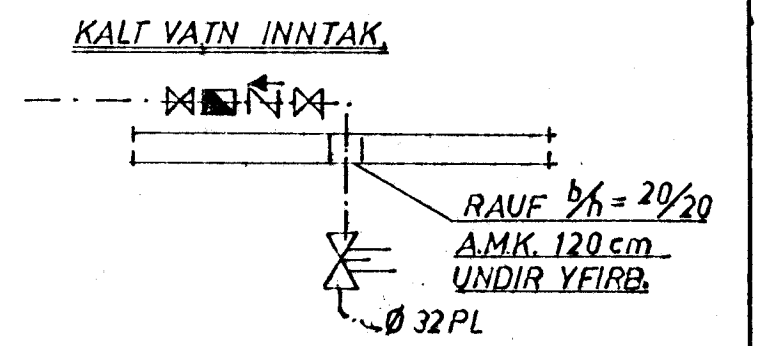 KALT VATN INNTAK
RAUF b/h = 20/20
A.M.K. 120 cm
UNDIR YFIRB.
Ø 32 PL